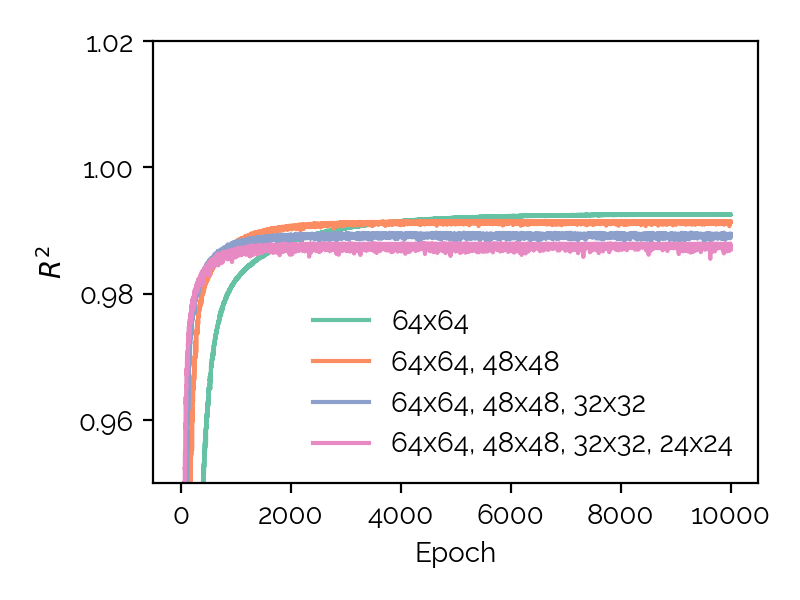 1.02
1.00
0.98
0.96
R²
64x64
64x64, 48x48
64x64, 48x48, 32x32
64x64, 48x48, 32x32, 24x24
0 2000 4000 6000 8000 10000
Epoch